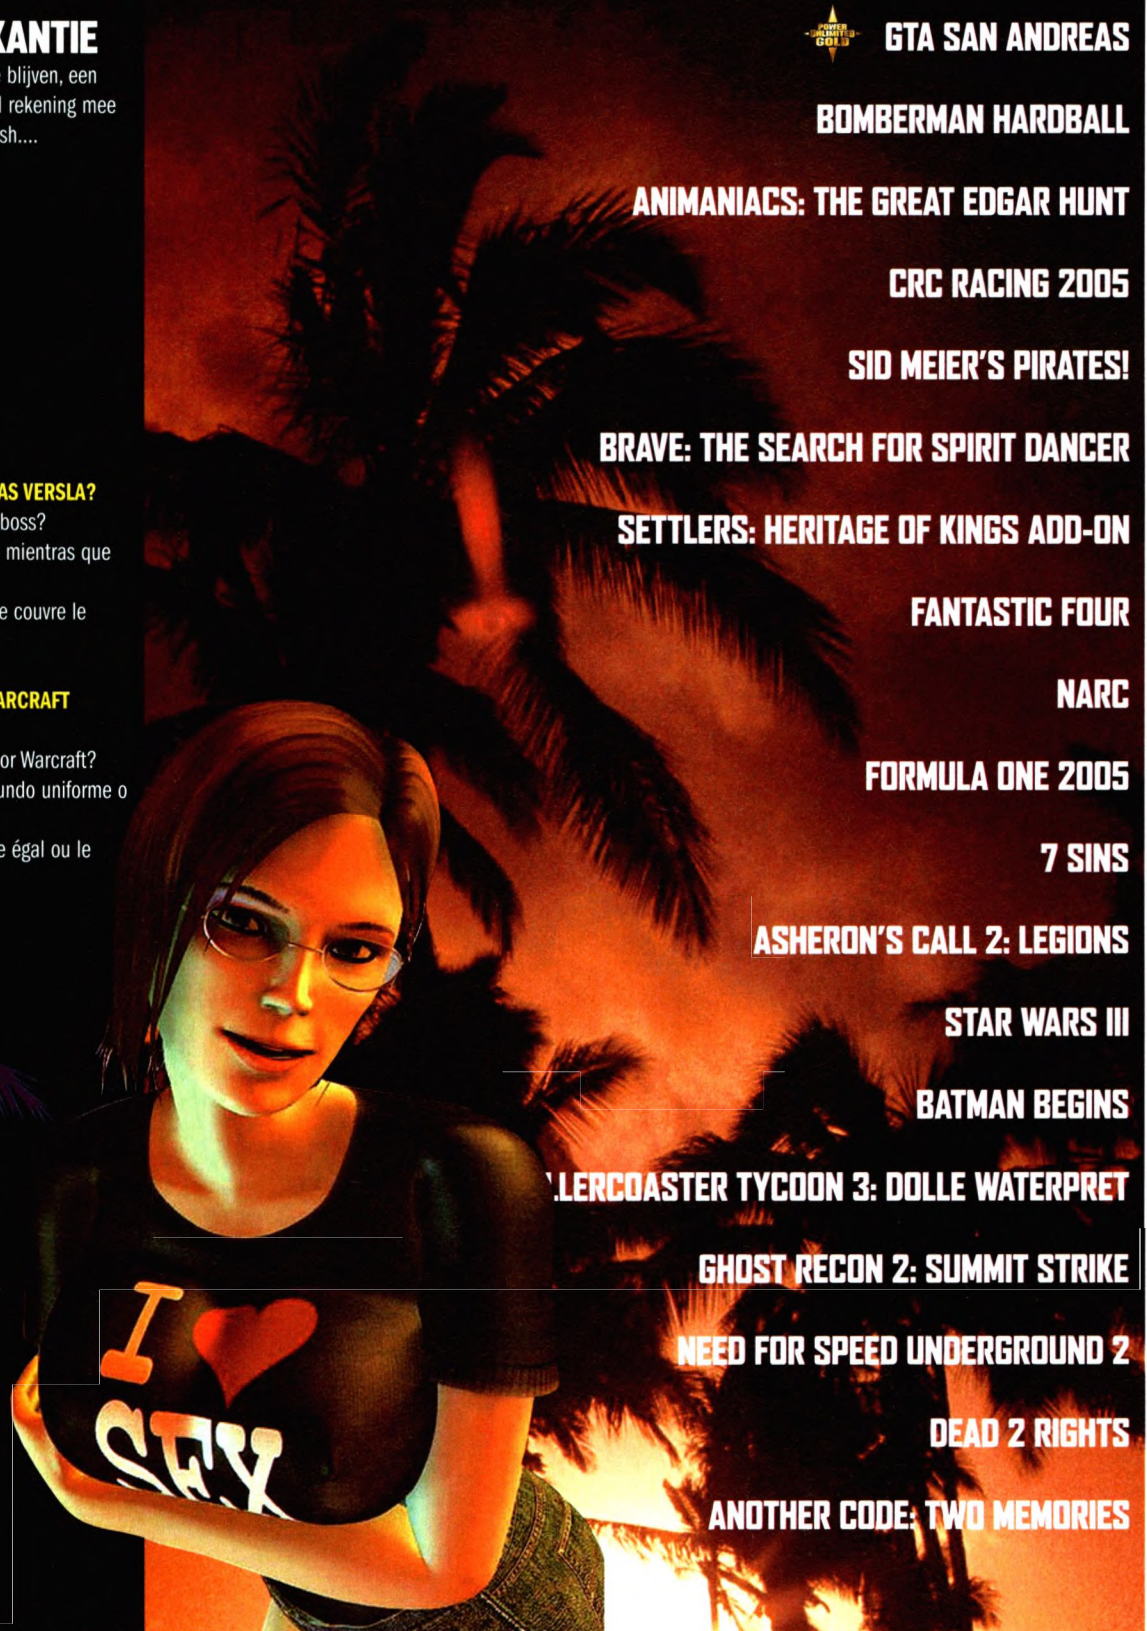 KANTIE
blijven, een
rekening mee
sh....
AS VERSLA?
boss?
mientras que
e couvre le
ARCRAFT
or Warcraft?
undo uniforme o
e égal ou le
POWER
UNLIMITED
GOLD
GTA SAN ANDREAS
BOMBERMAN HARDBALL
ANIMANIACS: THE GREAT EDGAR HUNT
CRC RACING 2005
SID MEIER'S PIRATES!
BRAVE: THE SEARCH FOR SPIRIT DANCER
SETTLERS: HERITAGE OF KINGS ADD-ON
FANTASTIC FOUR
NARC
FORMULA ONE 2005
7 SINS
ASHERON'S CALL 2: LEGIONS
STAR WARS III
BATMAN BEGINS
LLERCOASTER TYCOON 3: DOLLE WATERPRET
GHOST RECON 2: SUMMIT STRIKE
NEED FOR SPEED UNDERGROUND 2
DEAD 2 RIGHTS
ANOTHER CODE: TWO MEMORIES
I ♥
SEX